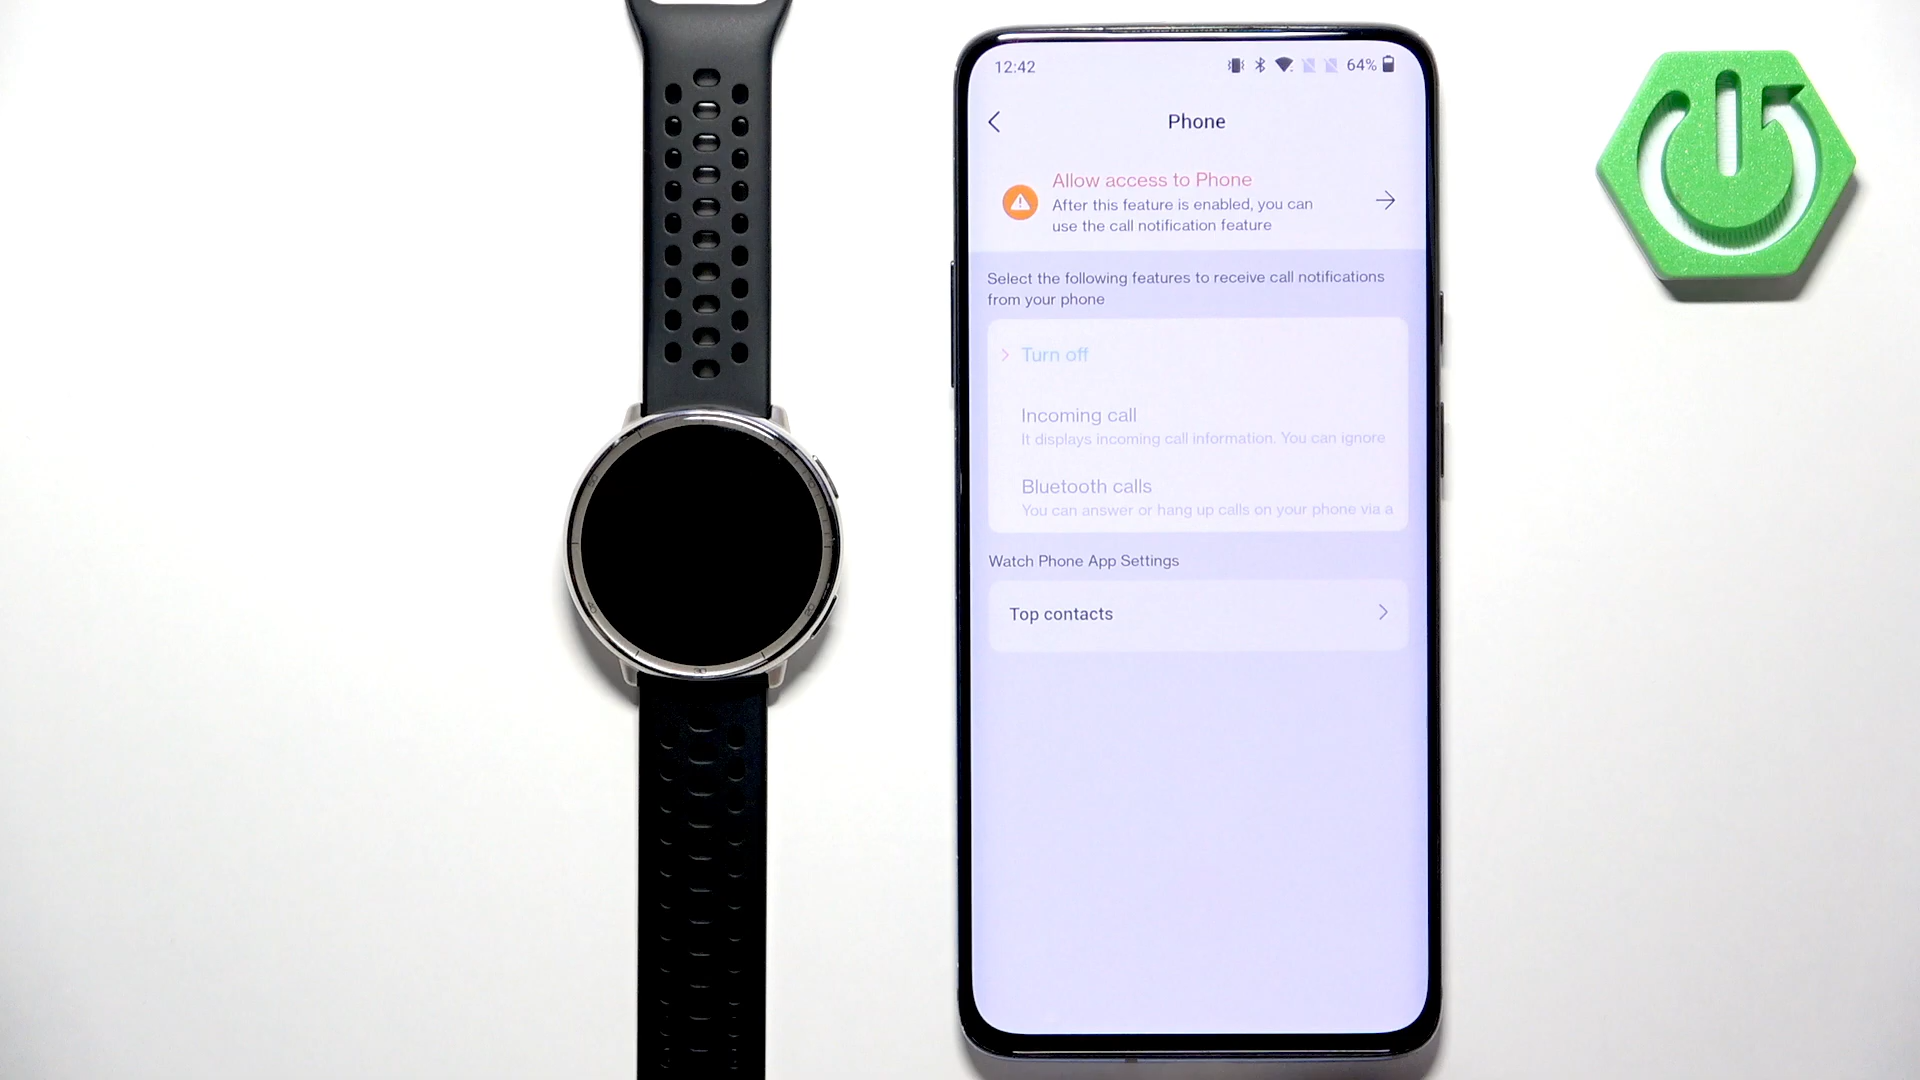 12:42
64%
Phone
Allow access to Phone
After this feature is enabled, you can
use the call notification feature
Select the following features to receive call notifications
from your phone
Turn off
Incoming call
It displays incoming call information. You can ignore
Bluetooth calls
You can answer or hang up calls on your phone via a
Watch Phone App Settings
Top contacts